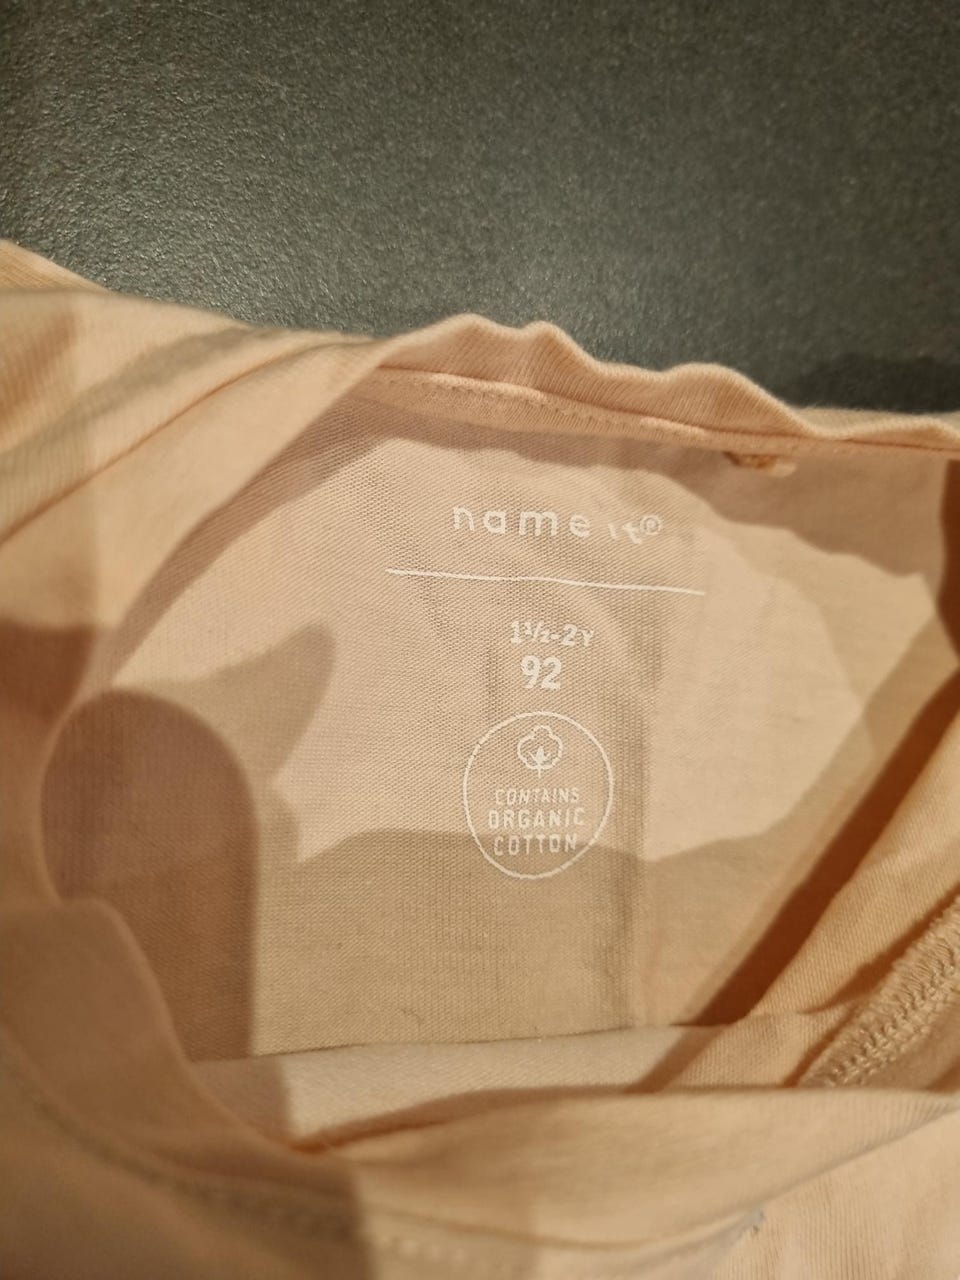 name it®
1½-2Y
92
CONTAINS
ORGANIC
COTTON